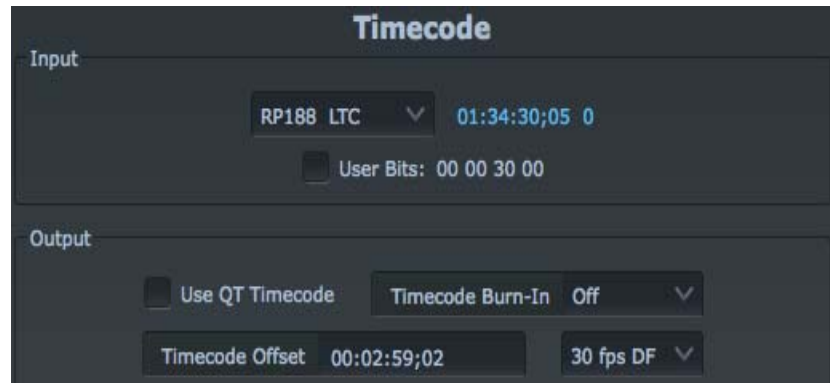 Timecode
Input
RP188 LTC 01:34:30;05 0
User Bits: 00 00 30 00
Output
Use QT Timecode Timecode Burn-In Off
Timecode Offset 00:02:59;02 30 fps DF